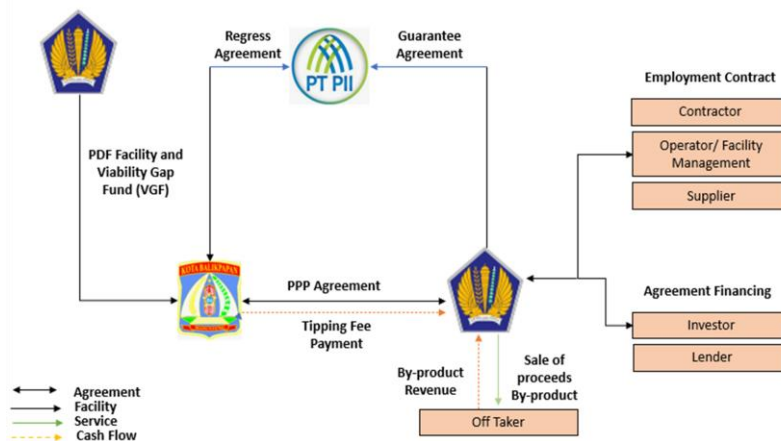 Regress
Agreement
PT PII
Guarantee
Agreement
Employment Contract
Contractor
Operator/ Facility
Management
Supplier
PDF Facility and
Viability Gap
Fund (VGF)
KOTA BALIKPAPAN
PPP Agreement
Tipping Fee
Payment
Agreement Financing
Investor
Lender
By-product
Revenue
Sale of
proceeds
By-product
Off Taker
Agreement
Facility
Service
Cash Flow